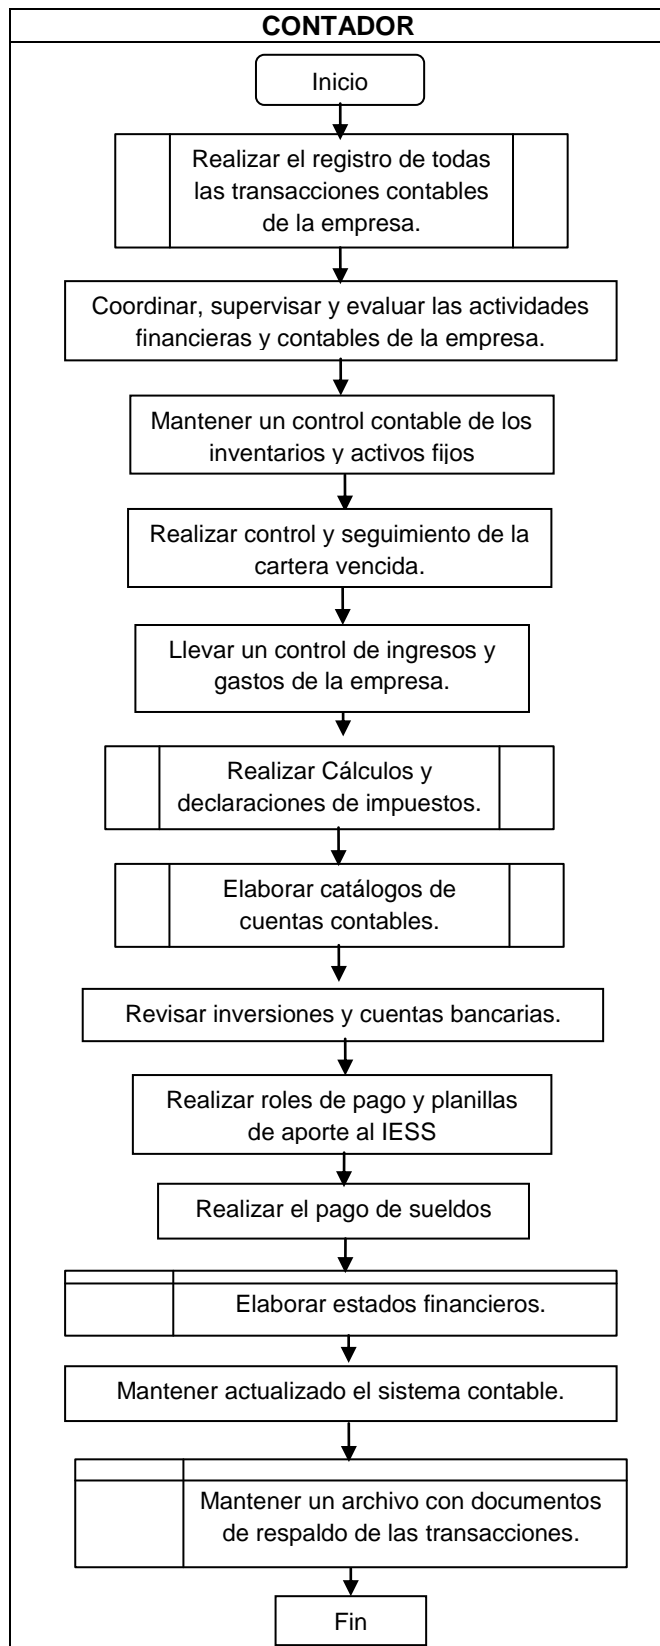 CONTADOR
Inicio
Realizar el registro de todas
las transacciones contables
de la empresa.
Coordinar, supervisar y evaluar las actividades
financieras y contables de la empresa.
Mantener un control contable de los
inventarios y activos fijos
Realizar control y seguimiento de la
cartera vencida.
Llevar un control de ingresos y
gastos de la empresa.
Realizar Cálculos y
declaraciones de impuestos.
Elaborar catálogos de
cuentas contables.
Revisar inversiones y cuentas bancarias.
Realizar roles de pago y planillas
de aporte al IESS
Realizar el pago de sueldos
Elaborar estados financieros.
Mantener actualizado el sistema contable.
Mantener un archivo con documentos
de respaldo de las transacciones.
Fin